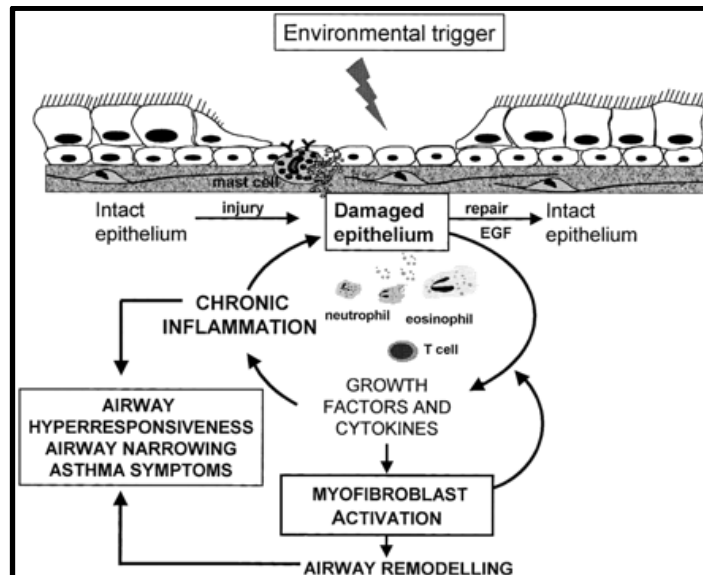 Environmental trigger
mast cell
Intact
epithelium
injury
Damaged
epithelium
repair
EGF
Intact
epithelium
CHRONIC
INFLAMMATION
neutrophil
eosinophil
T cell
GROWTH
FACTORS AND
CYTOKINES
AIRWAY
HYPERRESPONSIVENESS
AIRWAY NARROWING
ASTHMA SYMPTOMS
MYOFIBROBLAST
ACTIVATION
AIRWAY REMODELLING